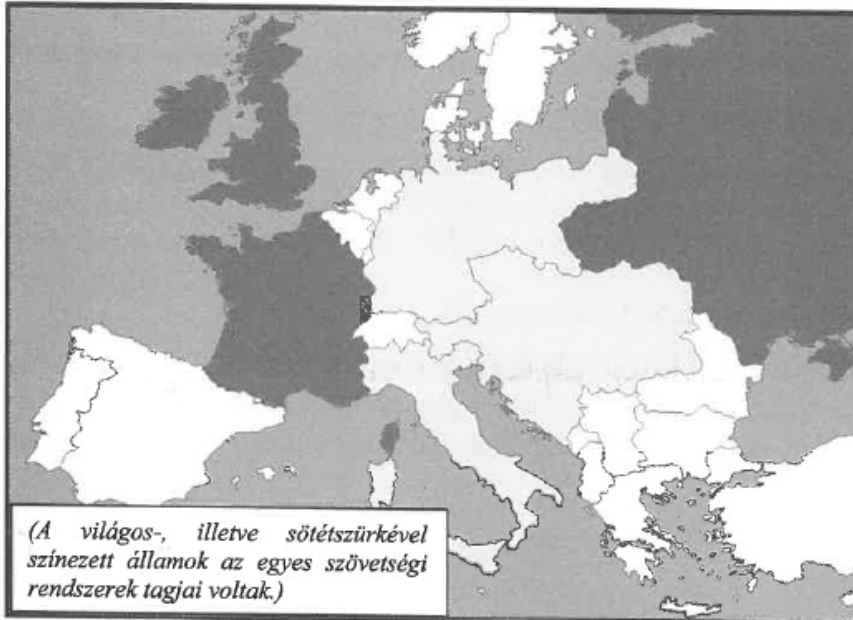 (A világos-, illetve sötétszürkével
színezett államok az egyes szövetségi
rendszerek tagjai voltak.)